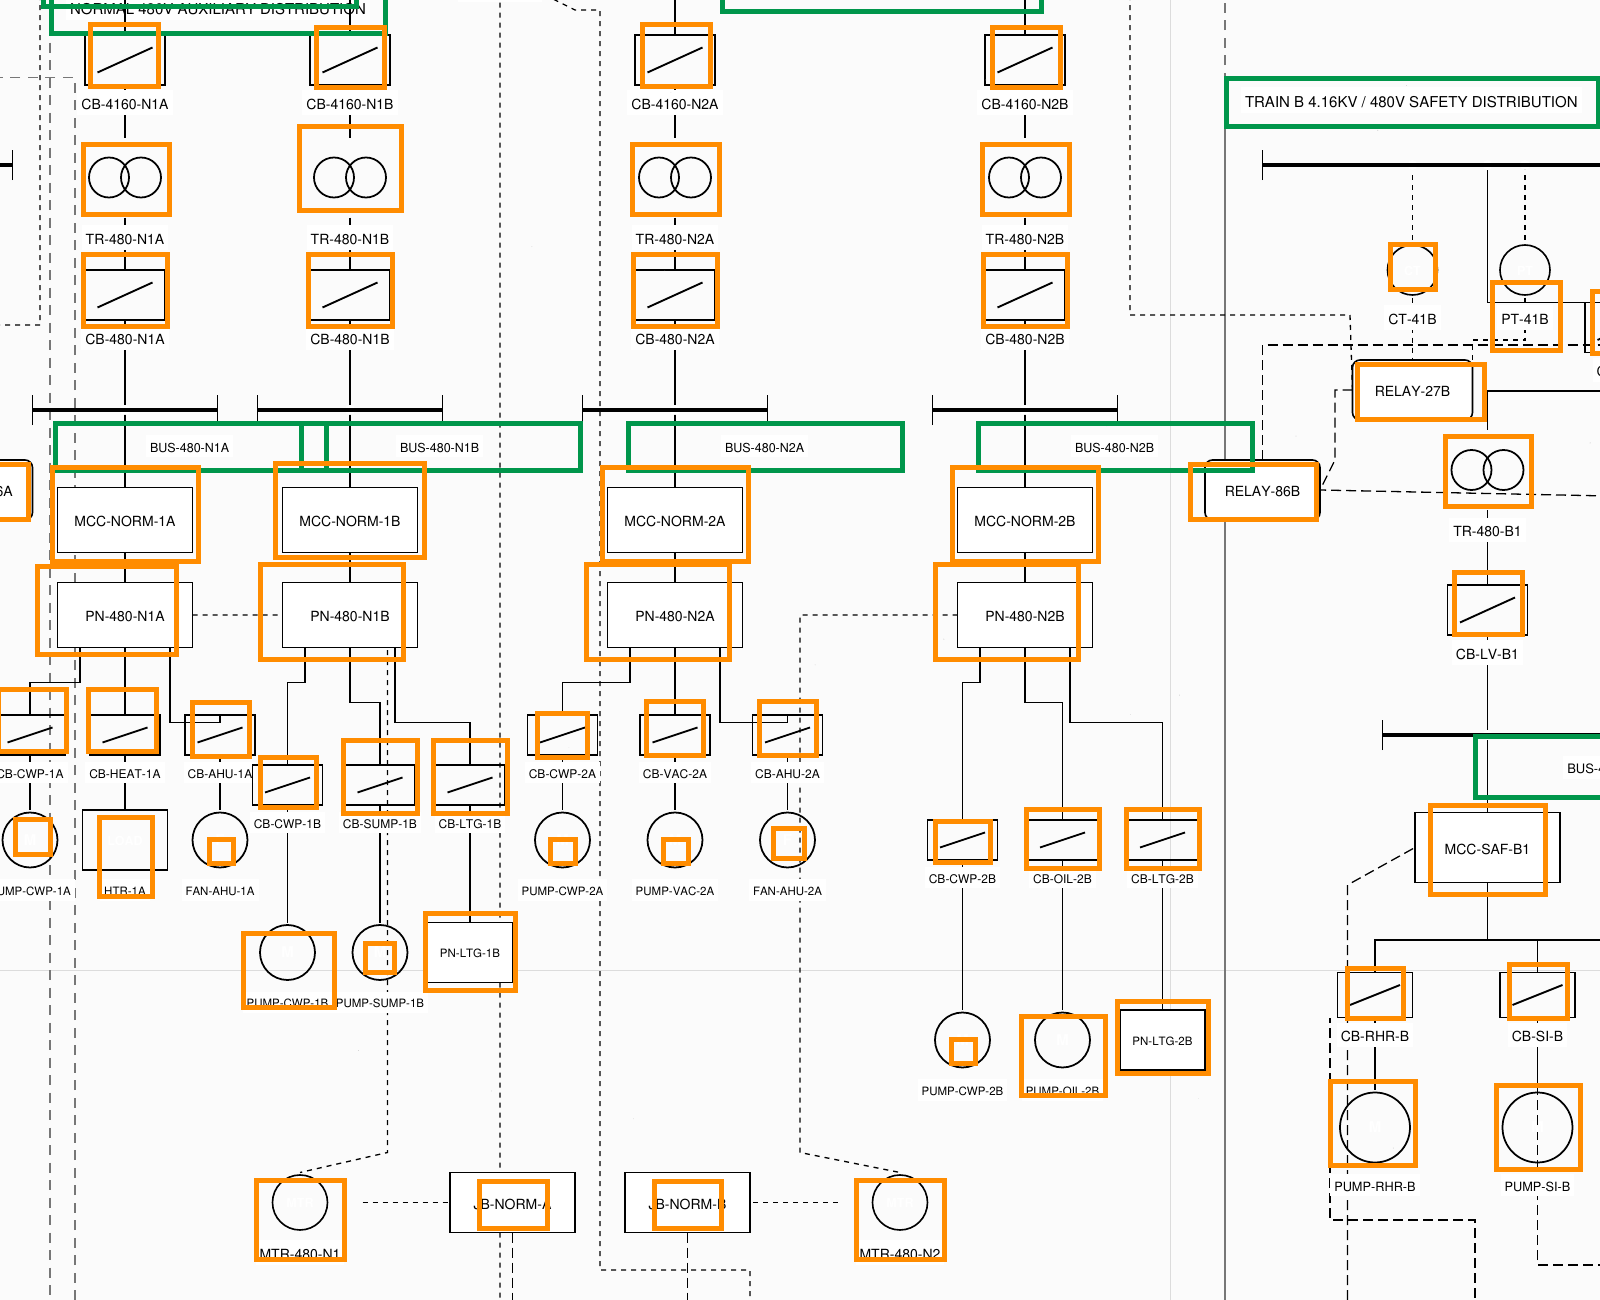 NORMAL 480V AUXILIARY DISTRIBUTION
CB-4160-N1A
CB-4160-N1B
CB-4160-N2A
CB-4160-N2B
TRAIN B 4.16KV / 480V SAFETY DISTRIBUTION
TR-480-N1A
TR-480-N1B
TR-480-N2A
TR-480-N2B
CT-41B
PT-41B
CB-480-N1A
CB-480-N1B
CB-480-N2A
CB-480-N2B
RELAY-27B
BUS-480-N1A
BUS-480-N1B
BUS-480-N2A
BUS-480-N2B
6A
RELAY-86B
MCC-NORM-1A
MCC-NORM-1B
MCC-NORM-2A
MCC-NORM-2B
TR-480-B1
PN-480-N1A
PN-480-N1B
PN-480-N2A
PN-480-N2B
CB-LV-B1
CB-CWP-1A
CB-HEAT-1A
CB-AHU-1A
CB-CWP-2A
CB-VAC-2A
CB-AHU-2A
BUS-
CB-CWP-1B
CB-SUMP-1B
CB-LTG-1B
MCC-SAF-B1
CB-CWP-2B
CB-OIL-2B
CB-LTG-2B
UMP-CWP-1A
HTR-1A
FAN-AHU-1A
PUMP-CWP-2A
PUMP-VAC-2A
FAN-AHU-2A
PN-LTG-1B
PUMP-CWP-1B
PUMP-SUMP-1B
CB-RHR-B
CB-SI-B
PN-LTG-2B
PUMP-CWP-2B
PUMP-OIL-2B
PUMP-RHR-B
PUMP-SI-B
JB-NORM-A
JB-NORM-B
MTR-480-N1
MTR-480-N2